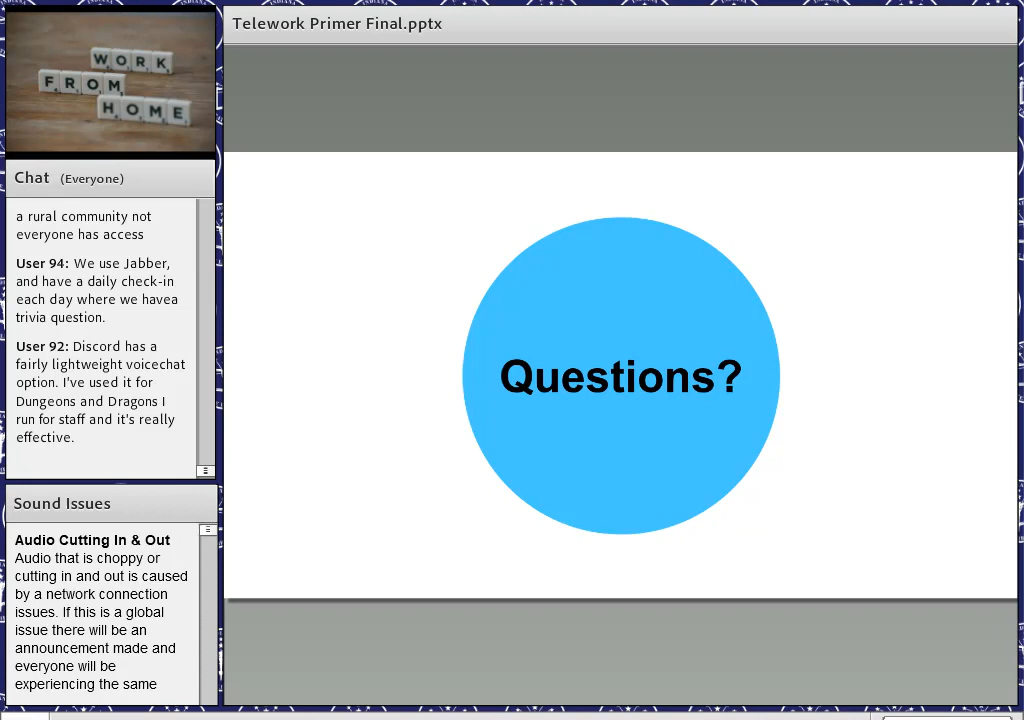 Telework Primer Final.pptx
WORK
FROM
HOME
Chat (Everyone)
a rural community not
everyone has access
User 94: We use Jabber,
and have a daily check-in
each day where we havea
trivia question.
User 92: Discord has a
fairly lightweight voicechat
option. I've used it for
Dungeons and Dragons I
run for staff and it's really
effective.
Sound Issues
Audio Cutting In & Out
Audio that is choppy or
cutting in and out is caused
by a network connection
issues. If this is a global
issue there will be an
announcement made and
everyone will be
experiencing the same
Questions?